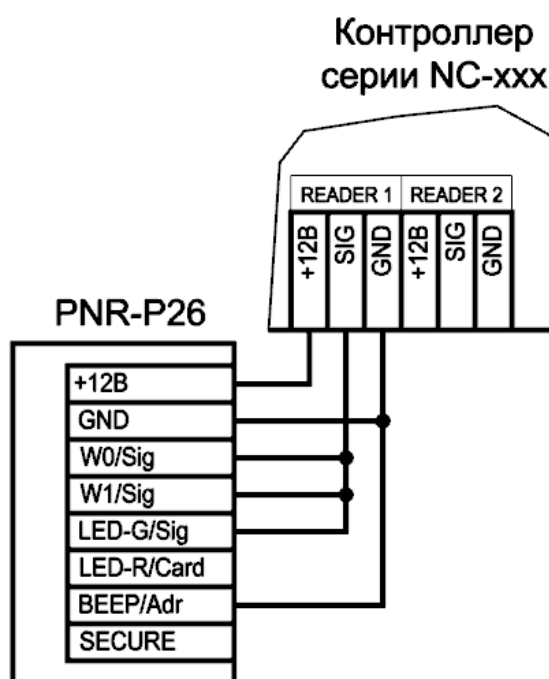 Контроллер
серии NC-xxx
READER 1 READER 2
+12В SIG GND +12В SIG GND
PNR-P26
+12В
GND
W0/Sig
W1/Sig
LED-G/Sig
LED-R/Card
BEEP/Adr
SECURE